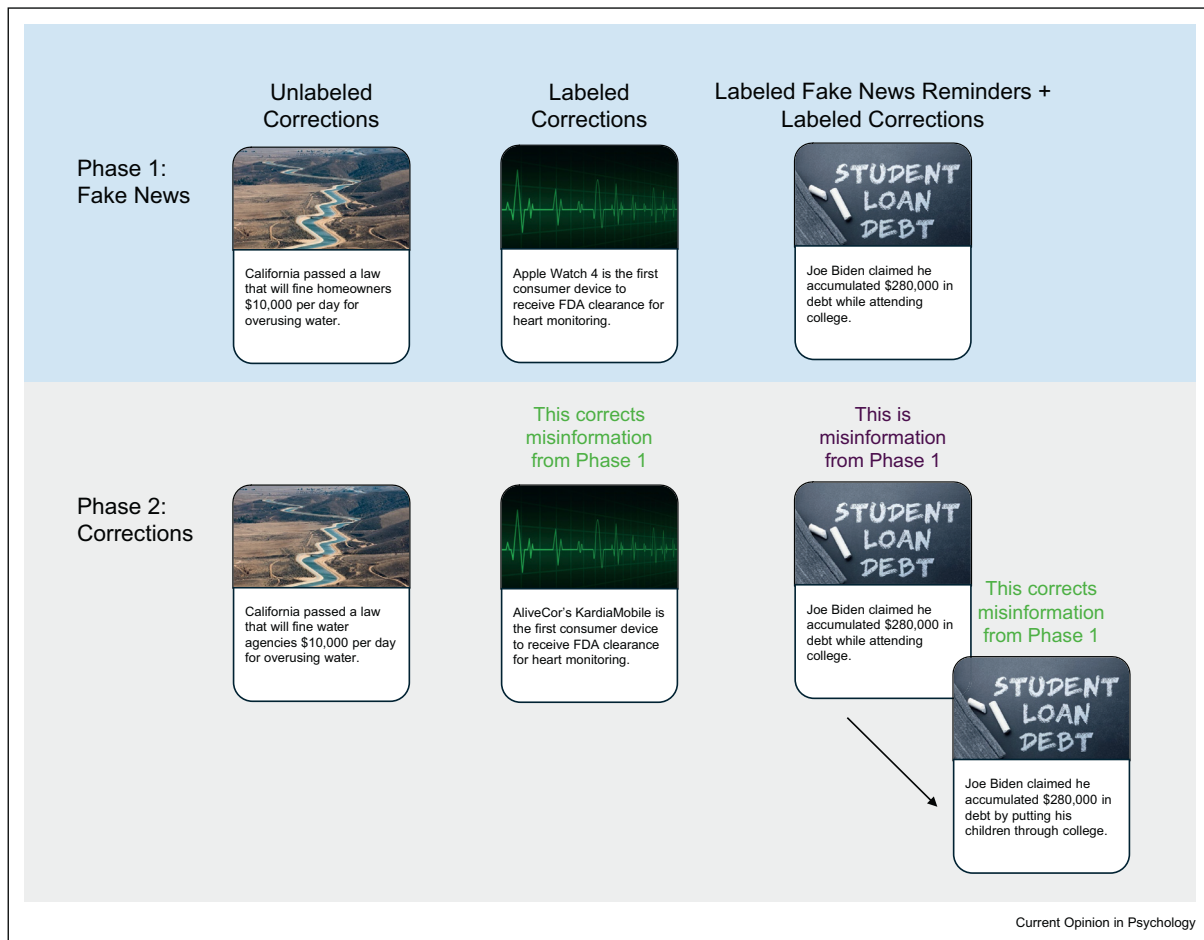 Unlabeled
Corrections
Labeled
Corrections
Labeled Fake News Reminders +
Labeled Corrections
Phase 1:
Fake News
California passed a law
that will fine homeowners
$10,000 per day for
overusing water.
Apple Watch 4 is the first
consumer device to
receive FDA clearance for
heart monitoring.
STUDENT
LOAN
DEBT
Joe Biden claimed he
accumulated $280,000 in
debt while attending
college.
Phase 2:
Corrections
California passed a law
that will fine water
agencies $10,000 per day
for overusing water.
This corrects
misinformation
from Phase 1
AliveCor's KardiaMobile is
the first consumer device
to receive FDA clearance
for heart monitoring.
This is
misinformation
from Phase 1
STUDENT
LOAN
DEBT
Joe Biden claimed he
accumulated $280,000 in
debt while attending
college.
This corrects
misinformation
from Phase 1
STUDENT
LOAN
DEBT
Joe Biden claimed he
accumulated $280,000 in
debt by putting his
children through college.
Current Opinion in Psychology